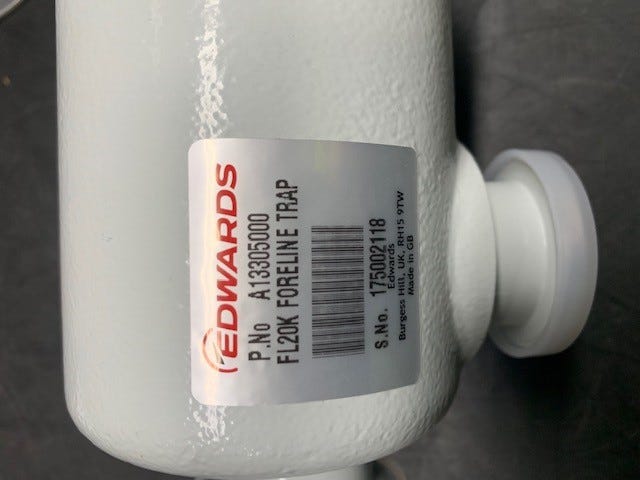 EDWARDS
P.No A13305000
FL20K FORELINE TRAP
S.No. 175002118
Edwards
Burgess Hill, UK, RH15 9TW
Made in GB